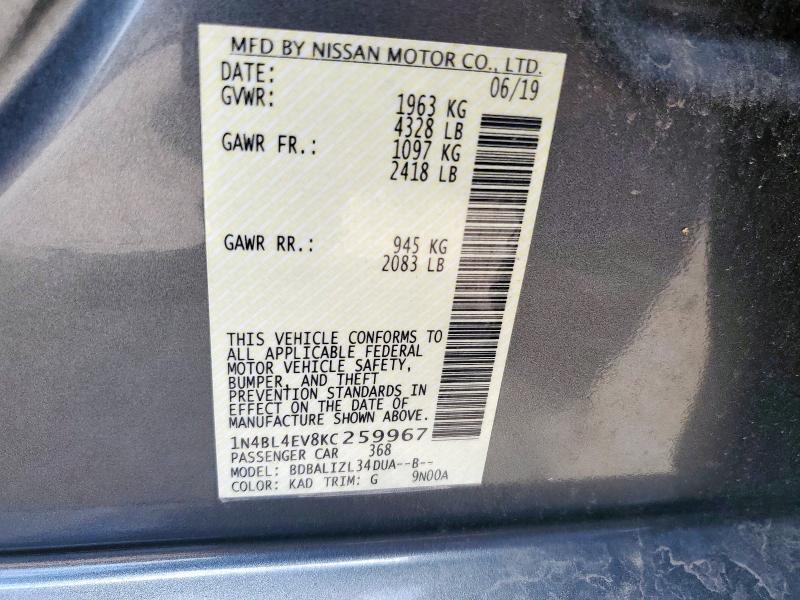 MFD BY NISSAN MOTOR CO., LTD.
DATE: 06/19
GVWR: 1963 KG
4328 LB
GAWR FR.: 1097 KG
2418 LB
GAWR RR.: 945 KG
2083 LB
THIS VEHICLE CONFORMS TO
ALL APPLICABLE FEDERAL
MOTOR VEHICLE SAFETY,
BUMPER, AND THEFT
PREVENTION STANDARDS IN
EFFECT ON THE DATE OF
MANUFACTURE SHOWN ABOVE.
1N4BL4EV8KC259967
PASSENGER CAR 368
MODEL: BDBALIZL34DUA--B--
COLOR: KAD TRIM: G 9N00A